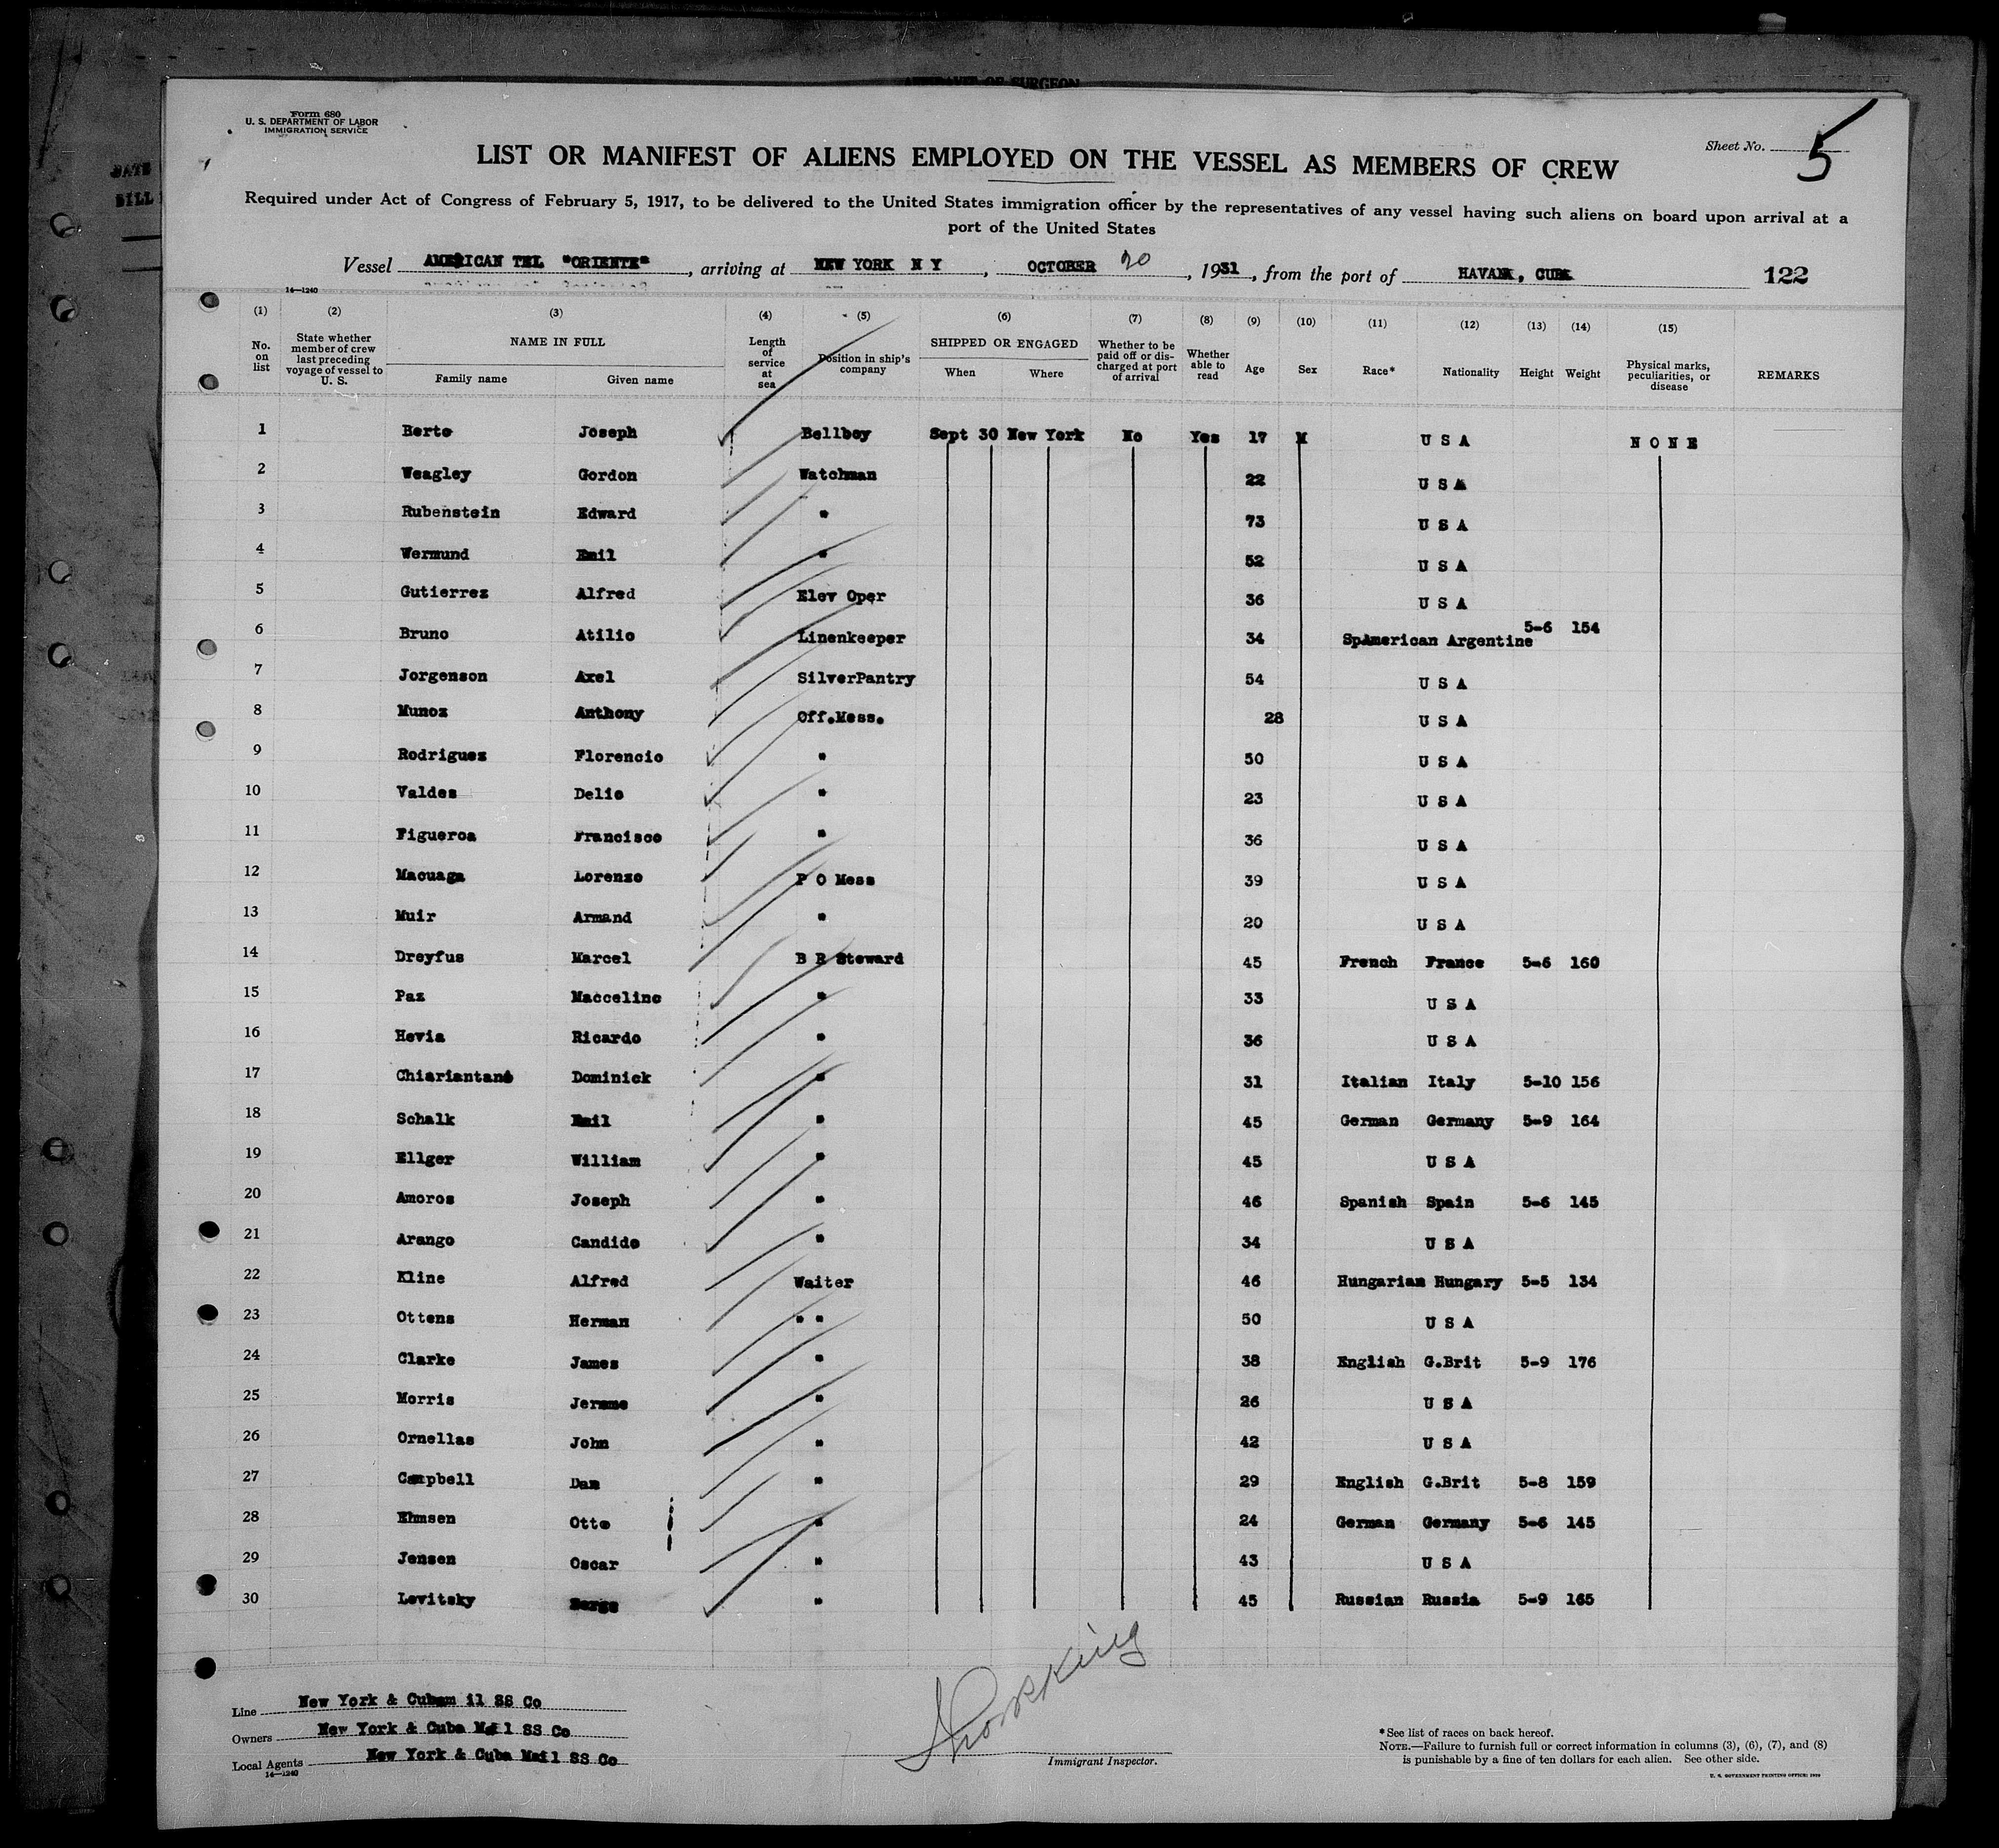 AFFIDAVIT OF SURGEON
Form 680
U. S. DEPARTMENT OF LABOR
IMMIGRATION SERVICE
Sheet No. 5
LIST OR MANIFEST OF ALIENS EMPLOYED ON THE VESSEL AS MEMBERS OF CREW
Required under Act of Congress of February 5, 1917, to be delivered to the United States immigration officer by the representatives of any vessel having such aliens on board upon arrival at a
port of the United States
Vessel AMERICAN TEL "ORIENTE", arriving at NEW YORK N Y, OCTOBER 20, 1931, from the port of HAVANA, CUBA 122
14—1240
(1) (2) (3) (4) (5) (6) (7) (8) (9) (10) (11) (12) (13) (14) (15)
No. on list State whether member of crew last preceding voyage of vessel to U. S. NAME IN FULL Family name Given name Length of service at sea Position in ship's company SHIPPED OR ENGAGED When Where Whether to be paid off or discharged at port of arrival Whether able to read Age Sex Race* Nationality Height Weight Physical marks, peculiarities, or disease REMARKS
1 Berto Joseph Bellboy Sept 30 New York No Yes 17 M U S A N O N E
2 Weagley Gordon Watchman 22 U S A
3 Rubenstein Edward " 73 U S A
4 Wermund Emil " 52 U S A
5 Gutierrez Alfred Elev Oper 36 U S A
6 Bruno Atilio Linenkeeper 34 SpAmerican Argentine 5-6 154
7 Jorgenson Axel SilverPantry 54 U S A
8 Munoz Anthony Off.Mess. 28 U S A
9 Rodriguez Florencio " 50 U S A
10 Valdes Delio " 23 U S A
11 Figueroa Francisco " 36 U S A
12 Macuaga Lorenzo P O Mess 39 U S A
13 Muir Armand " 20 U S A
14 Dreyfus Marcel B R Steward 45 French France 5-6 160
15 Paz Maccelino " 33 U S A
16 Hevia Ricardo " 36 U S A
17 Chiariantano Dominick " 31 Italian Italy 5-10 156
18 Schalk Emil " 45 German Germany 5-9 164
19 Ellger William " 45 U S A
20 Amoros Joseph " 46 Spanish Spain 5-6 145
21 Arango Candido " 34 U S A
22 Kline Alfred Waiter 46 Hungarian Hungary 5-5 134
23 Ottens Herman " " 50 U S A
24 Clarke James " 38 English G.Brit 5-9 176
25 Morris Jerome " 26 U S A
26 Ornellas John " 42 U S A
27 Campbell Dan " 29 English G.Brit 5-8 159
28 Ehmsen Otto " 24 German Germany 5-6 145
29 Jensen Oscar " 43 U S A
30 Levitsky Serge " 45 Russian Russia 5-9 165
Line New York & Cubam il SS Co
Owners New York & Cuba Mail SS Co
Local Agents New York & Cuba Mail SS Co
14—1240
Immigrant Inspector.
*See list of races on back hereof.
NOTE.—Failure to furnish full or correct information in columns (3), (6), (7), and (8)
is punishable by a fine of ten dollars for each alien. See other side.
U. S. GOVERNMENT PRINTING OFFICE: 1929